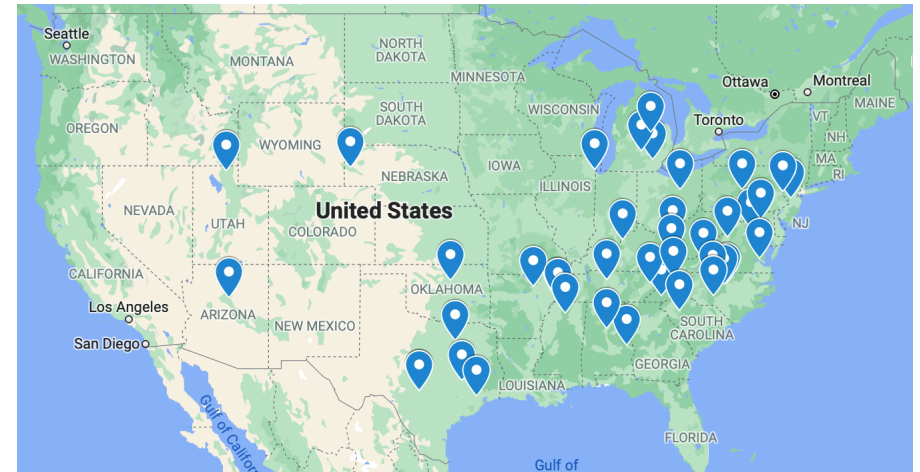 Seattle
WASHINGTON
MONTANA
NORTH
DAKOTA
MINNESOTA
Ottawa
Montreal
MAINE
OREGON
SOUTH
DAKOTA
WISCONSIN
Toronto
VT
NH
WYOMING
MA
RI
IOWA
NEBRASKA
ILLINOIS
NEVADA
UTAH
United States
COLORADO
NJ
CALIFORNIA
OKLAHOMA
Los Angeles
ARIZONA
NEW MEXICO
SOUTH
CAROLINA
San Diego
GEORGIA
LOUISIANA
Gulf of Califor
FLORIDA
Gulf of